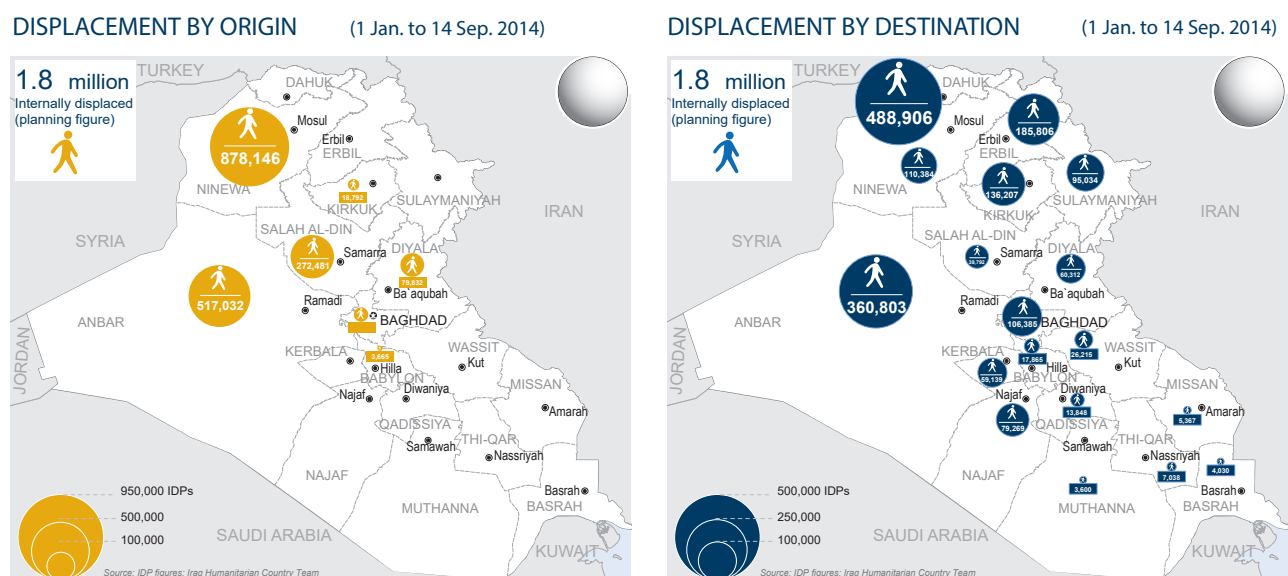 DISPLACEMENT BY ORIGIN (1 Jan. to 14 Sep. 2014)
1.8 million
Internally displaced
(planning figure)
TURKEY
DAHUK
Mosul
878,146
Erbil
ERBIL
NINEWA
18,792
KIRKUK
SULAYMANIYAH
IRAN
SYRIA
SALAH AL-DIN
272,481
Samarra
DIYALA
79,832
517,032
Ramadi
Ba`aqubah
ANBAR
BAGHDAD
JORDAN
KERBALA
3,665
WASSIT
Hilla
Kut
BABYLON
MISSAN
Najaf
Diwaniya
Amarah
QADISSIYA
Samawah
THI-QAR
Nassriyah
NAJAF
Basrah
BASRAH
MUTHANNA
950,000 IDPs
500,000
100,000
SAUDI ARABIA
KUWAIT
Source: IDP figures: Iraq Humanitarian Country Team
DISPLACEMENT BY DESTINATION (1 Jan. to 14 Sep. 2014)
1.8 million
Internally displaced
(planning figure)
TURKEY
DAHUK
488,906
Mosul
185,806
Erbil
ERBIL
110,384
NINEWA
136,207
95,034
KIRKUK
SULAYMANIYAH
IRAN
SYRIA
SALAH AL-DIN
39,792
Samarra
DIYALA
60,312
360,803
Ramadi
Ba`aqubah
ANBAR
106,385
BAGHDAD
JORDAN
KERBALA
17,865
26,215
WASSIT
59,139
Hilla
Kut
BABYLON
MISSAN
Najaf
Diwaniya
13,848
Amarah
5,367
79,269
QADISSIYA
Samawah
THI-QAR
Nassriyah
7,038
4,030
NAJAF
3,600
Basrah
BASRAH
MUTHANNA
500,000 IDPs
250,000
100,000
SAUDI ARABIA
KUWAIT
Source: IDP figures: Iraq Humanitarian Country Team